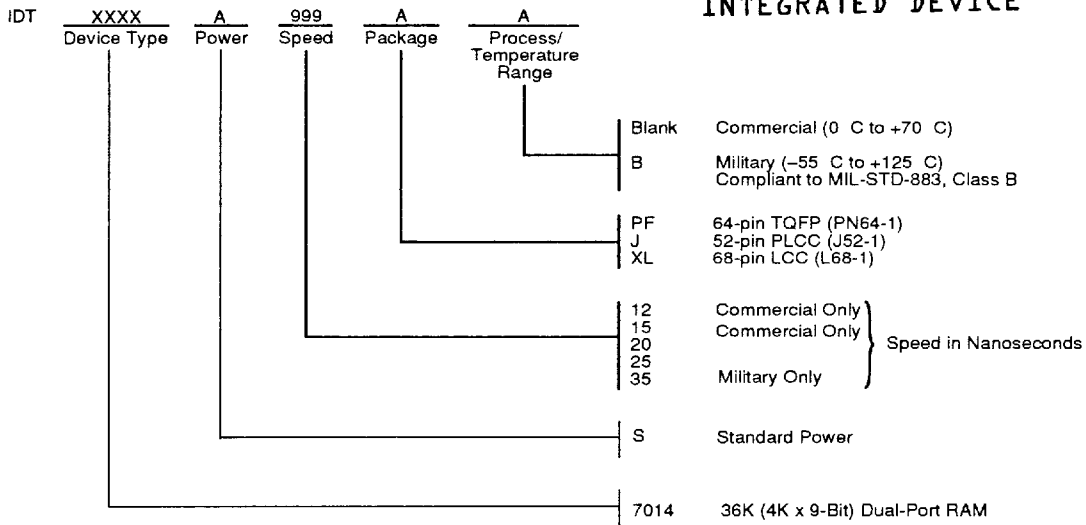 INTEGRATED DEVICE
IDT XXXX A 999 A A
Device Type Power Speed Package Process/
Temperature
Range
Blank Commercial (0 C to +70 C)
B Military (–55 C to +125 C)
Compliant to MIL-STD-883, Class B
PF 64-pin TQFP (PN64-1)
J 52-pin PLCC (J52-1)
XL 68-pin LCC (L68-1)
12 Commercial Only
15 Commercial Only
20
Speed in Nanoseconds
25
35 Military Only
S Standard Power
7014 36K (4K x 9-Bit) Dual-Port RAM